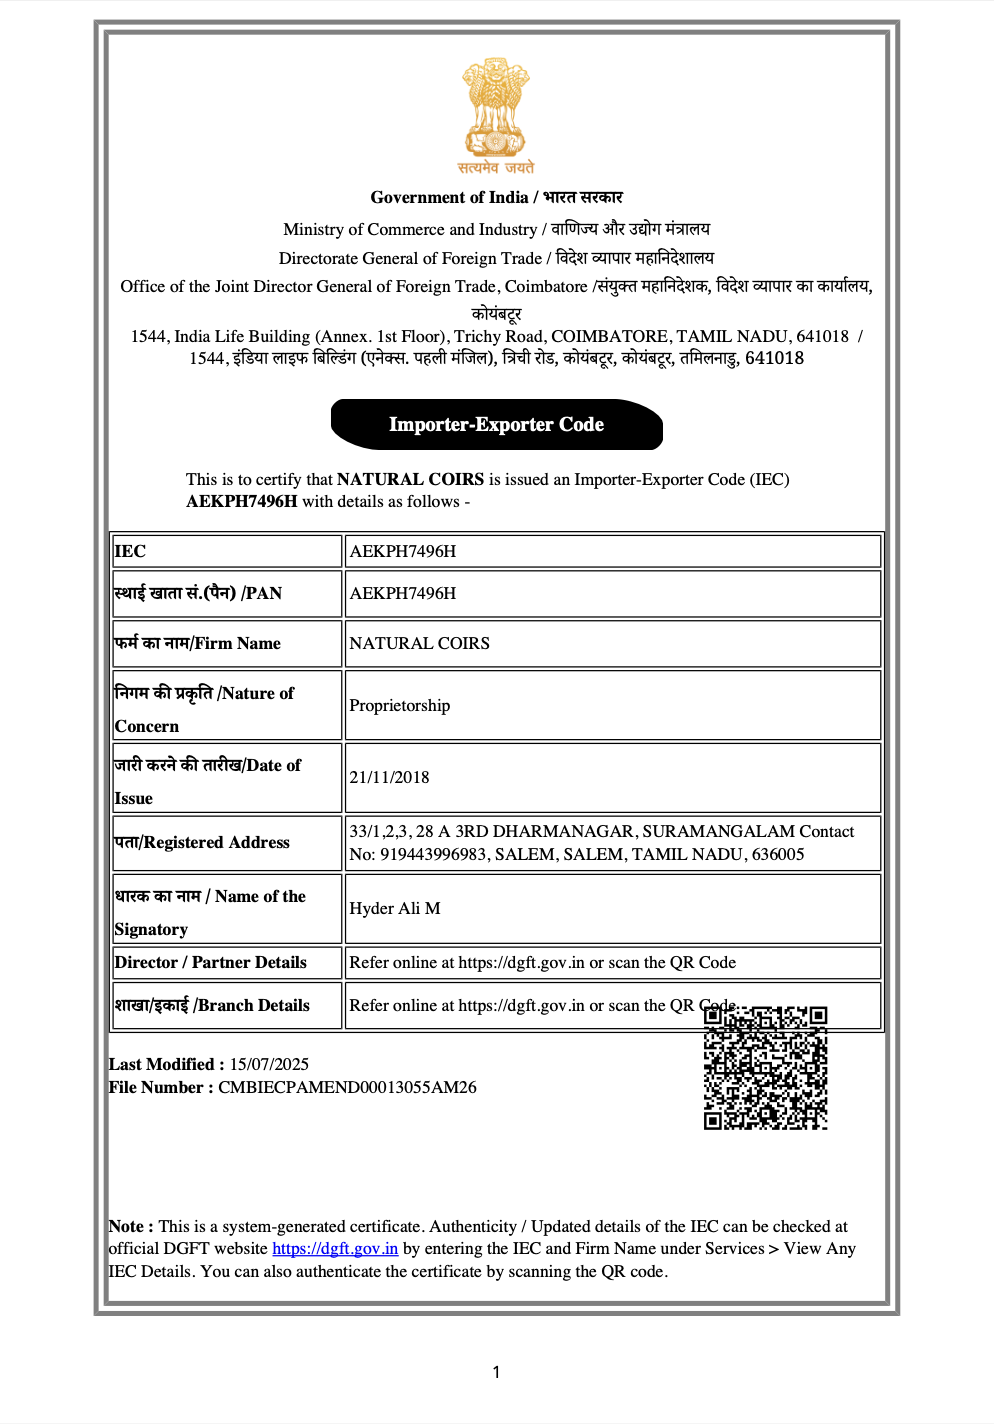 सत्यमेव जयते
Government of India / भारत सरकार
Ministry of Commerce and Industry / वाणिज्य और उद्योग मंत्रालय
Directorate General of Foreign Trade / विदेश व्यापार महानिदेशालय
Office of the Joint Director General of Foreign Trade, Coimbatore /संयुक्त महानिदेशक, विदेश व्यापार का कार्यालय,
कोयंबटूर
1544, India Life Building (Annex. 1st Floor), Trichy Road, COIMBATORE, TAMIL NADU, 641018 /
1544, इंडिया लाइफ बिल्डिंग (एनेक्स. पहली मंजिल), त्रिची रोड, कोयंबटूर, कोयंबटूर, तमिलनाडु, 641018
Importer-Exporter Code
This is to certify that NATURAL COIRS is issued an Importer-Exporter Code (IEC)
AEKPH7496H with details as follows -
IEC AEKPH7496H
स्थाई खाता सं.(पैन) /PAN AEKPH7496H
फर्म का नाम/Firm Name NATURAL COIRS
निगम की प्रकृति /Nature of
Concern
Proprietorship
जारी करने की तारीख/Date of
Issue
21/11/2018
पता/Registered Address
33/1,2,3, 28 A 3RD DHARMANAGAR, SURAMANGALAM Contact
No: 919443996983, SALEM, SALEM, TAMIL NADU, 636005
धारक का नाम / Name of the
Signatory
Hyder Ali M
Director / Partner Details Refer online at https://dgft.gov.in or scan the QR Code
शाखा/इकाई /Branch Details Refer online at https://dgft.gov.in or scan the QR Code
Last Modified : 15/07/2025
File Number : CMBIECPAMEND00013055AM26
Note : This is a system-generated certificate. Authenticity / Updated details of the IEC can be checked at
official DGFT website https://dgft.gov.in by entering the IEC and Firm Name under Services > View Any
IEC Details. You can also authenticate the certificate by scanning the QR code.
1